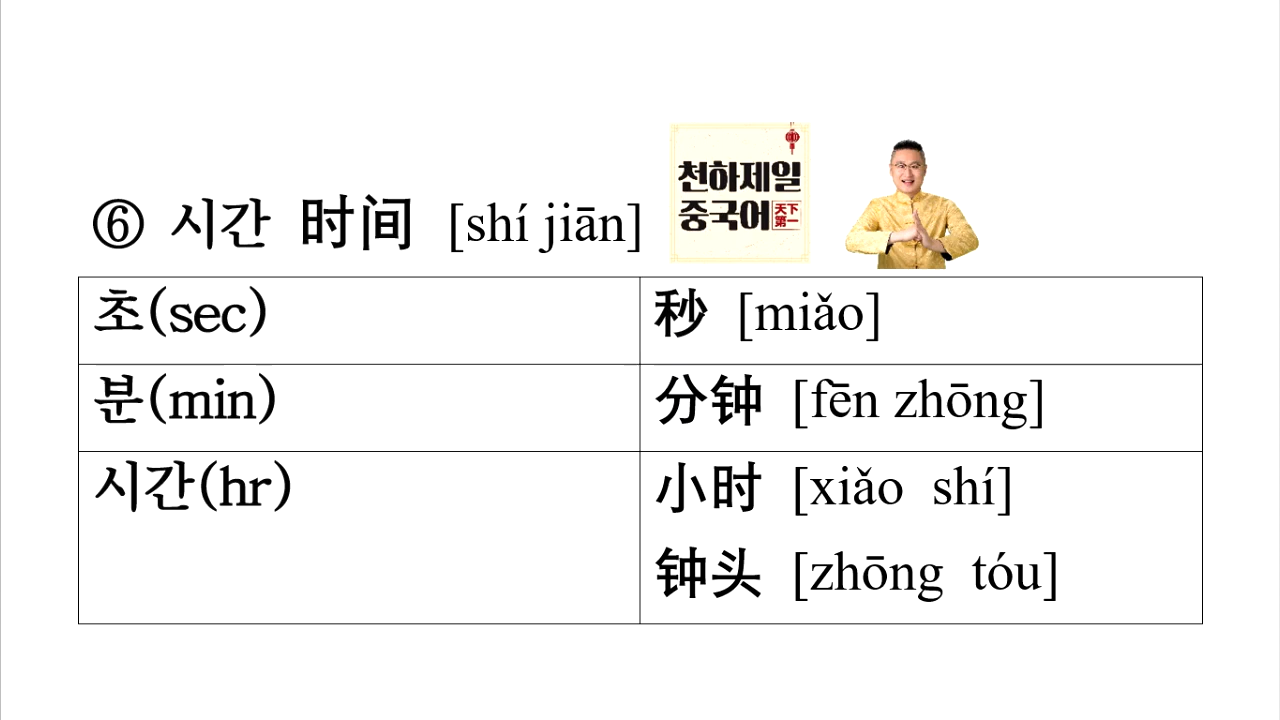 ⑥ 시간 时间 [shí jiān]
천하제일
중국어 天下
第一
초(sec) 秒 [miǎo]
분(min) 分钟 [fēn zhōng]
시간(hr) 小时 [xiǎo shí]
钟头 [zhōng tóu]